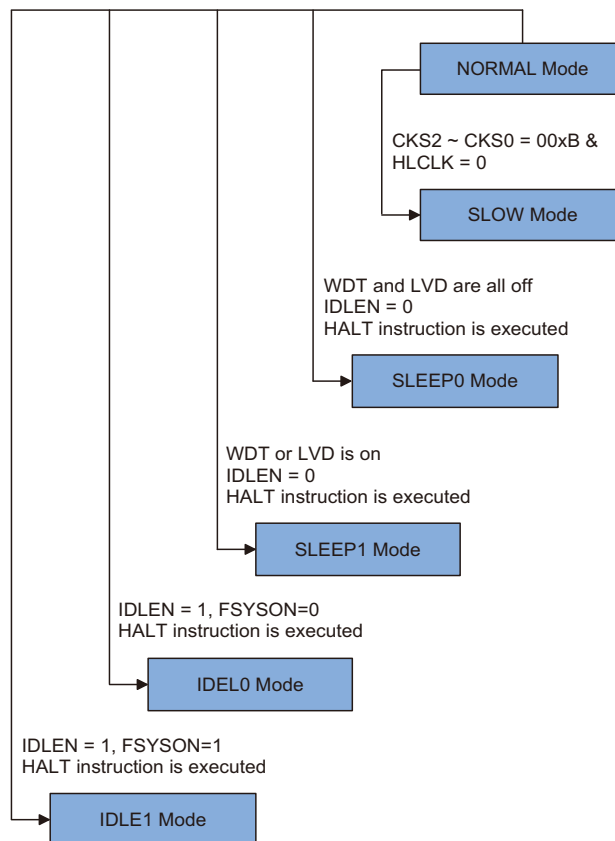 NORMAL Mode
CKS2 ~ CKS0 = 00xB &
HLCLK = 0
SLOW Mode
WDT and LVD are all off
IDLEN = 0
HALT instruction is executed
SLEEP0 Mode
WDT or LVD is on
IDLEN = 0
HALT instruction is executed
SLEEP1 Mode
IDLEN = 1, FSYSON=0
HALT instruction is executed
IDEL0 Mode
IDLEN = 1, FSYSON=1
HALT instruction is executed
IDLE1 Mode